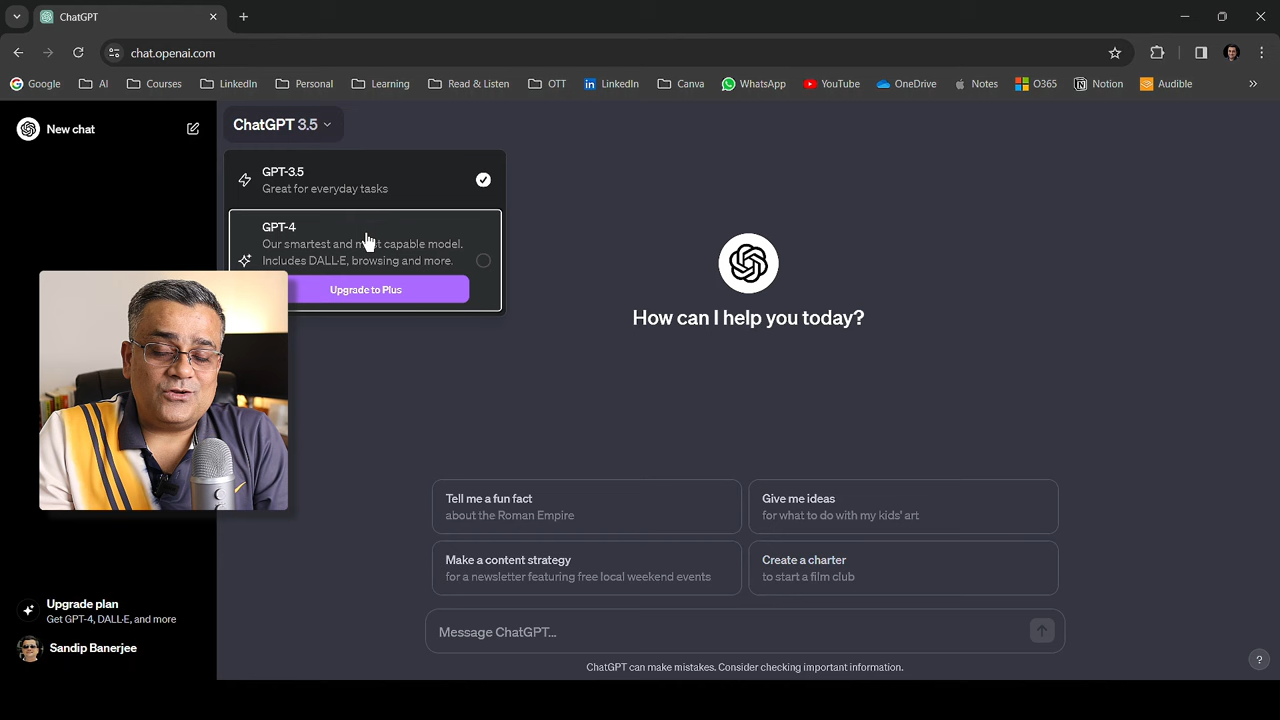 ChatGPT
chat.openai.com
Google
AI
Courses
LinkedIn
Personal
Learning
Read & Listen
OTT
LinkedIn
Canva
WhatsApp
YouTube
OneDrive
Notes
O365
Notion
Audible
New chat
ChatGPT 3.5
GPT-3.5
Great for everyday tasks
GPT-4
Our smartest and most capable model.
Includes DALL·E, browsing and more.
Upgrade to Plus
How can I help you today?
Tell me a fun fact
about the Roman Empire
Give me ideas
for what to do with my kids' art
Make a content strategy
for a newsletter featuring free local weekend events
Create a charter
to start a film club
Upgrade plan
Get GPT-4, DALL·E, and more
Sandip Banerjee
Message ChatGPT...
ChatGPT can make mistakes. Consider checking important information.
?